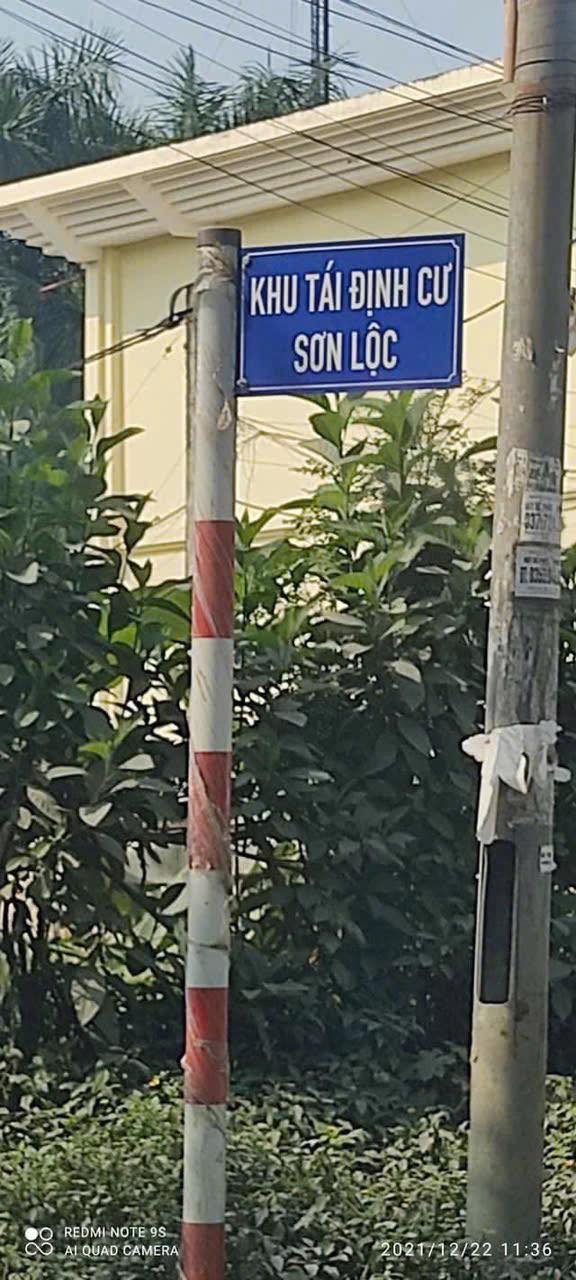 KHU TÁI ĐỊNH CƯ
SƠN LỘC
REDMI NOTE 9S
AI QUAD CAMERA
2021/12/22 11:36